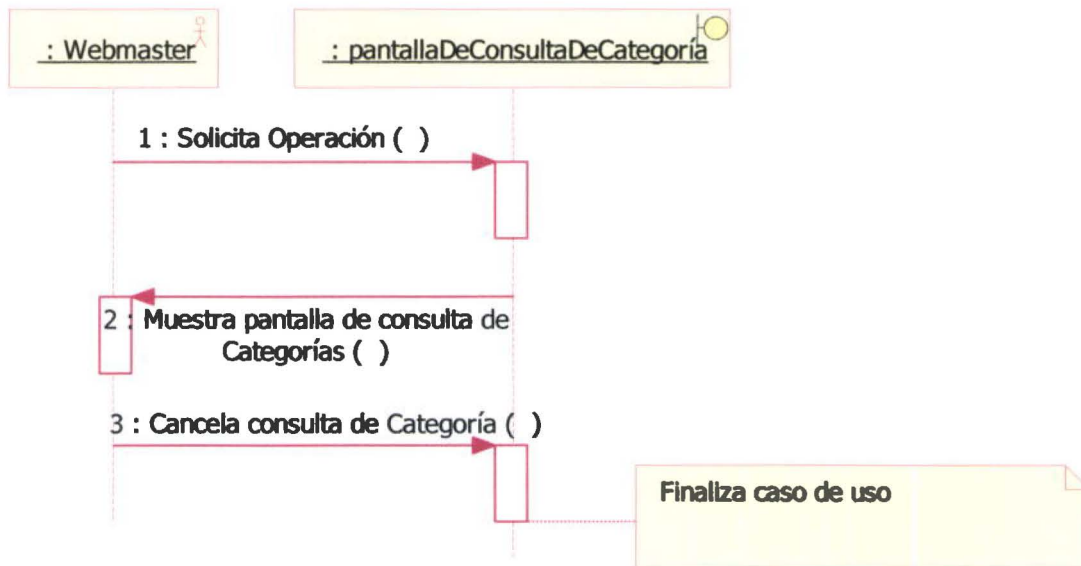 : Webmaster
: pantallaDeConsultaDeCategoría
1 : Solicita Operación ( )
2 : Muestra pantalla de consulta de
Categorías ( )
3 : Cancela consulta de Categoría ( )
Finaliza caso de uso